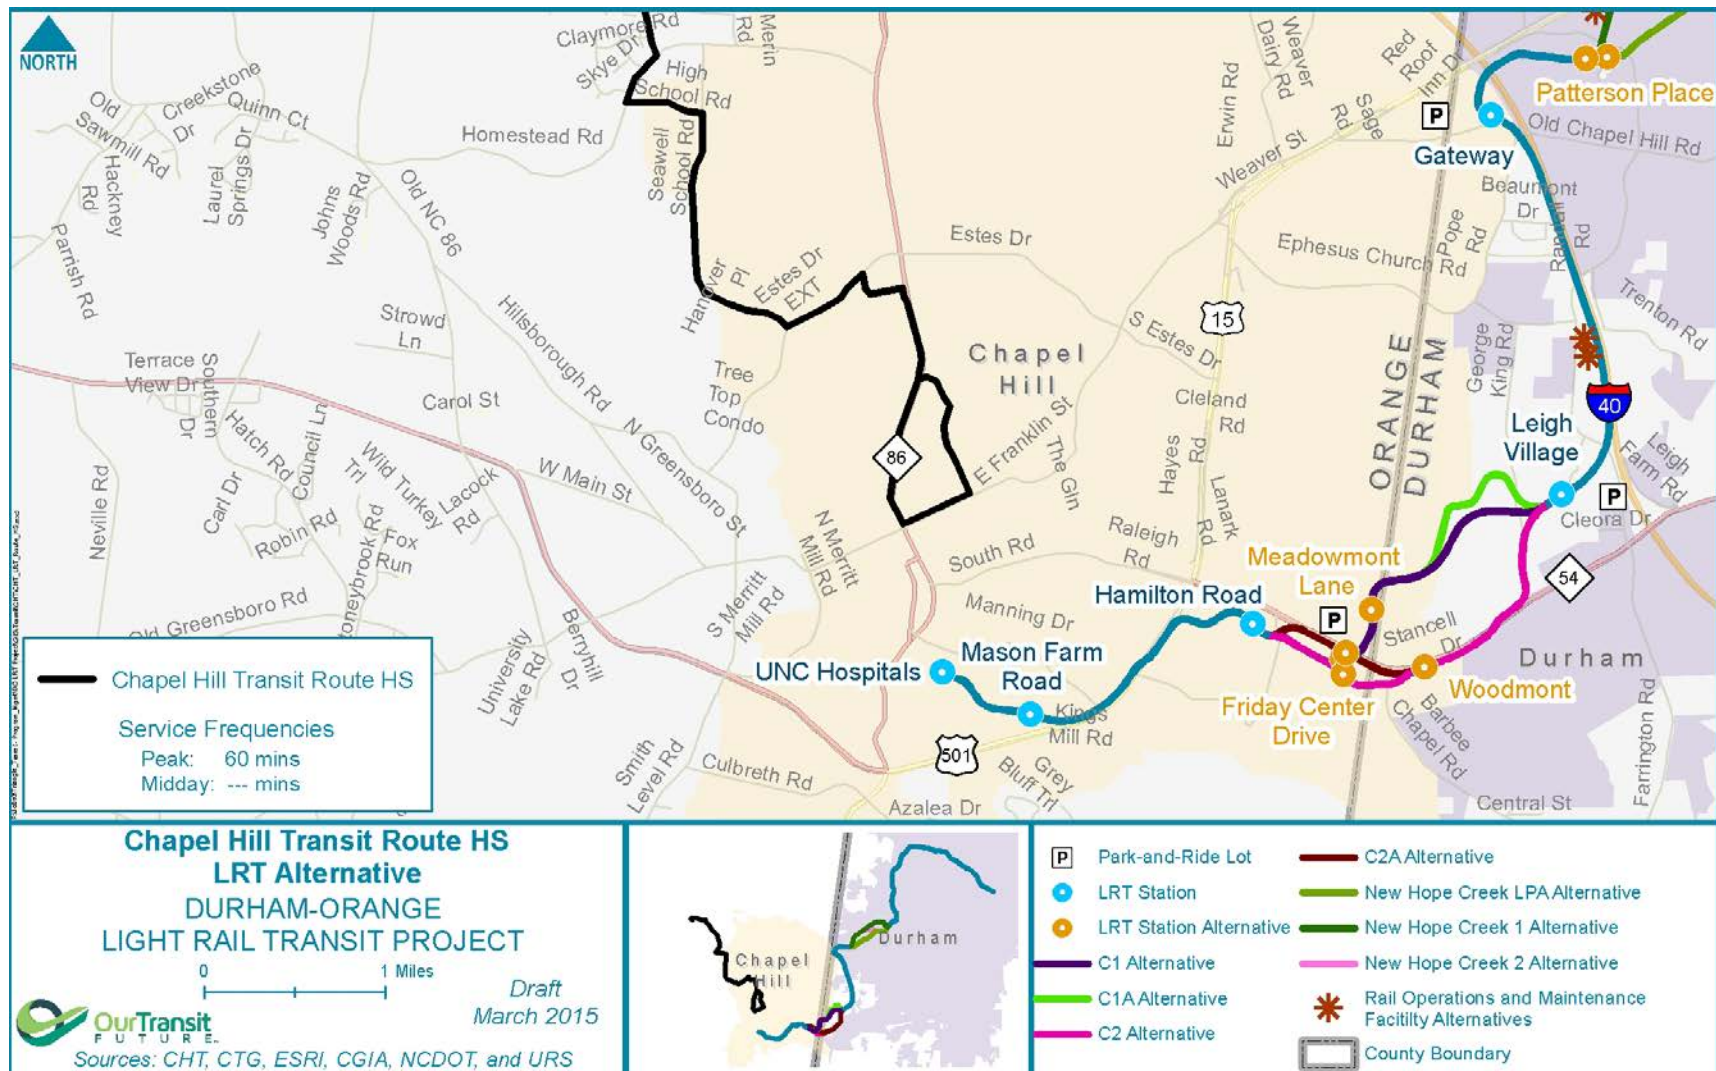 NORTH
Claymore Rd
Skye Dr
High
School Rd
Merin
Rd
Weaver
Dairy Rd
Red
Roof
Inn Dr
Patterson Place
Old
Sawmill Rd
Creekstone
Dr
Quinn Ct
Homestead Rd
Seawell
School Rd
Erwin Rd
Sage
Rd
P
Gateway
Old Chapel Hill Rd
Hackney
Rd
Laurel
Springs Dr
Johns
Woods Rd
Old NC 86
Weaver St
Beaumont
Dr
Parrish Rd
Hanover
Pl
Estes Dr
EXT
Estes Dr
Ephesus Church Rd
Pope
Rd
Randall
Rd
Trenton Rd
Strowd
Ln
Hillsborough Rd
15
S Estes Dr
ORANGE
DURHAM
George
King Rd
Terrace
View Dr
Southern
Dr
Tree
Top
Condo
Chapel
Hill
Cleland
Rd
40
Carol St
Hatch Rd
Council Ln
N Greensboro St
E Franklin St
The Gln
Hayes
Rd
Leigh
Village
Leigh
Farm Rd
Neville Rd
Carl Dr
Wild Turkey
Trl
Lacock
Rd
W Main St
86
Lanark
Rd
P
Cleora Dr
Robin Rd
Stoneybrook Rd
Fox
Run
N Merritt
Mill Rd
South Rd
Raleigh
Rd
Meadowmont
Lane
54
Old Greensboro Rd
S Merritt
Mill Rd
Manning Dr
Hamilton Road
P
Stancell
Dr
Durham
University
Lake Rd
Berryhill
Dr
UNC Hospitals
Mason Farm
Road
Kings
Mill Rd
Friday Center
Drive
Woodmont
Barbee
Chapel Rd
Farrington Rd
Smith
Level Rd
Culbreth Rd
501
Grey
Bluff Trl
Azalea Dr
Central St
Chapel Hill Transit Route HS
Service Frequencies
Peak: 60 mins
Midday: --- mins
Chapel Hill Transit Route HS
LRT Alternative
DURHAM-ORANGE
LIGHT RAIL TRANSIT PROJECT
0 1 Miles
Draft
March 2015
OurTransit
FUTURE
Sources: CHT, CTG, ESRI, CGIA, NCDOT, and URS
Chapel
Hill
Durham
P Park-and-Ride Lot
LRT Station
LRT Station Alternative
C1 Alternative
C1A Alternative
C2 Alternative
C2A Alternative
New Hope Creek LPA Alternative
New Hope Creek 1 Alternative
New Hope Creek 2 Alternative
Rail Operations and Maintenance
Faciltily Alternatives
County Boundary